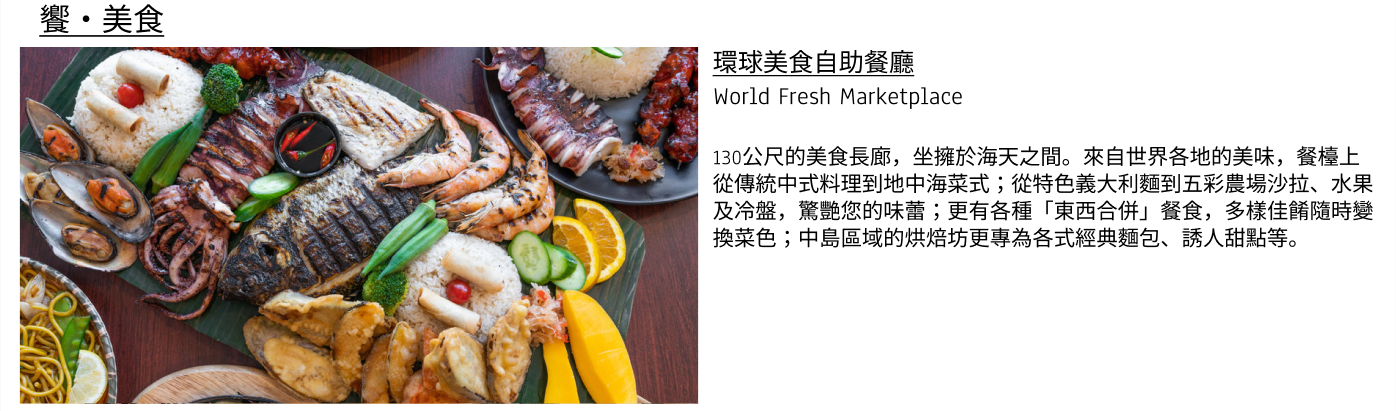 饗・美食
環球美食自助餐廳
World Fresh Marketplace
130公尺的美食長廊，坐擁於海天之間。來自世界各地的美味，餐檯上
從傳統中式料理到地中海菜式；從特色義大利麵到五彩農場沙拉、水果
及冷盤，驚艷您的味蕾；更有各種「東西合併」餐食，多樣佳餚隨時變
換菜色；中島區域的烘焙坊更專為各式經典麵包、誘人甜點等。